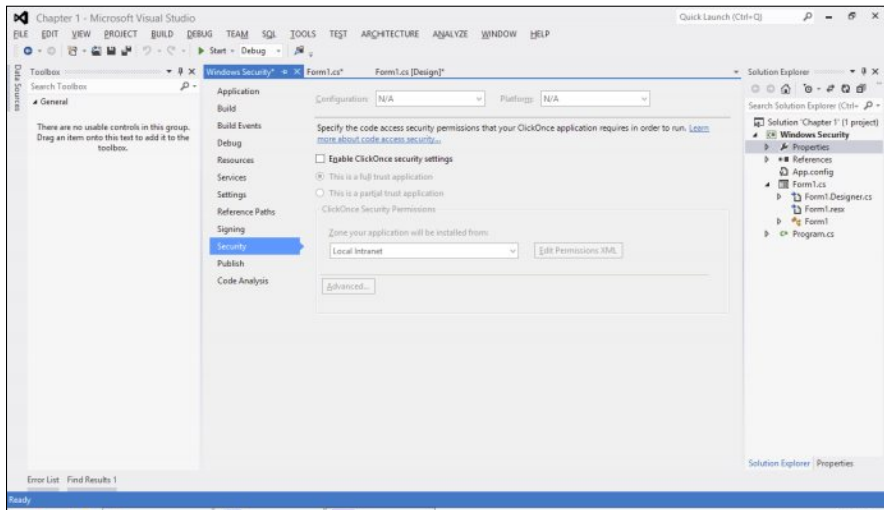 Chapter 1 - Microsoft Visual Studio
Quick Launch (Ctrl+Q)
FILE EDIT VIEW PROJECT BUILD DEBUG TEAM SQL TOOLS TEST ARCHITECTURE ANALYZE WINDOW HELP
Start Debug
Data Sources
Toolbox
Search Toolbox
General
There are no usable controls in this group.
Drag an item onto this text to add it to the
toolbox.
Windows Security* Form1.cs* Form1.cs [Design]*
Application
Build
Build Events
Debug
Resources
Services
Settings
Reference Paths
Signing
Security
Publish
Code Analysis
Configuration: N/A Platform: N/A
Specify the code access security permissions that your ClickOnce application requires in order to run. Learn
more about code access security...
Enable ClickOnce security settings
This is a full trust application
This is a partial trust application
ClickOnce Security Permissions
Zone your application will be installed from:
Local Intranet Edit Permissions XML
Advanced...
Solution Explorer
Search Solution Explorer (Ctrl+
Solution 'Chapter 1' (1 project)
Windows Security
Properties
References
App.config
Form1.cs
Form1.Designer.cs
Form1.resx
Form1
Program.cs
Solution Explorer Properties
Error List Find Results 1
Ready